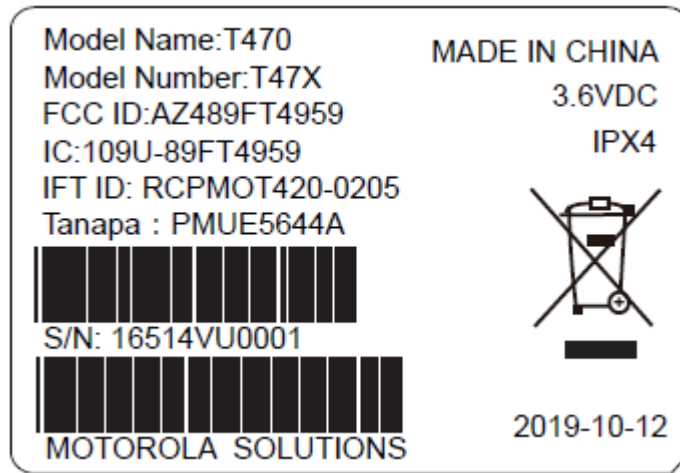 Model Name:T470
Model Number:T47X
FCC ID:AZ489FT4959
IC:109U-89FT4959
IFT ID: RCPMOT420-0205
Tanapa : PMUE5644A
S/N: 16514VU0001
MOTOROLA SOLUTIONS
MADE IN CHINA
3.6VDC
IPX4
2019-10-12